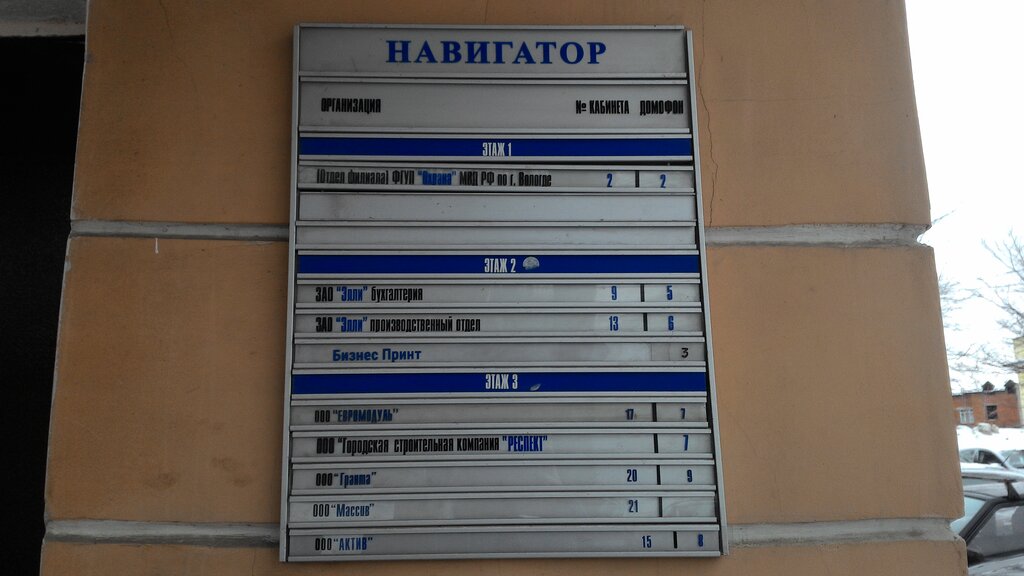 НАВИГАТОР
ОРГАНИЗАЦИЯ № КАБИНЕТА ДОМОФОН
ЭТАЖ 1
(Отдел филиала) ФГУП "Охрана" МВД РФ по г. Вологде 2 2
ЭТАЖ 2
ЗАО "Элли" бухгалтерия 9 5
ЗАО "Элли" производственный отдел 13 6
Бизнес Принт 3
ЭТАЖ 3
ООО "ЕВРОМОДУЛЬ" 17 7
ООО "Городская строительная компания "РЕСПЕКТ" 7
ООО "Гранта" 20 9
ООО "Массив" 21
ООО "АКТИВ" 15 8